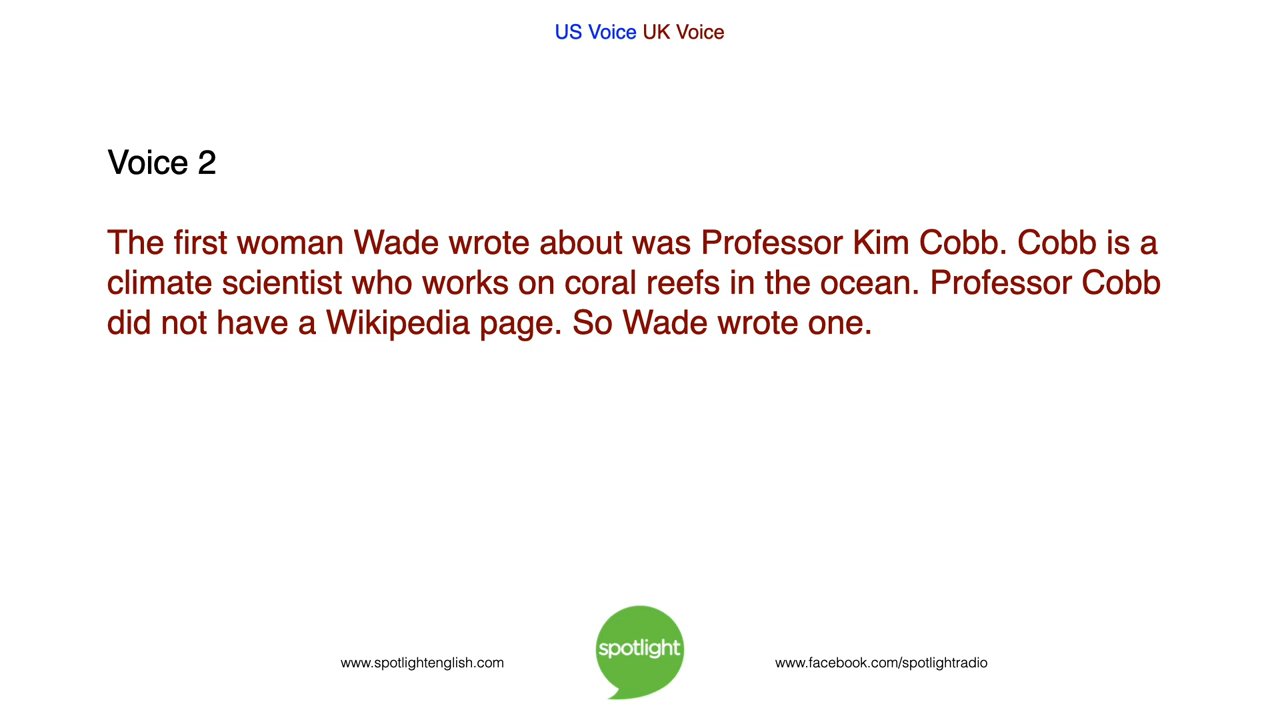 US Voice UK Voice
Voice 2
The first woman Wade wrote about was Professor Kim Cobb. Cobb is a
climate scientist who works on coral reefs in the ocean. Professor Cobb
did not have a Wikipedia page. So Wade wrote one.
www.spotlightenglish.com
spotlight
www.facebook.com/spotlightradio